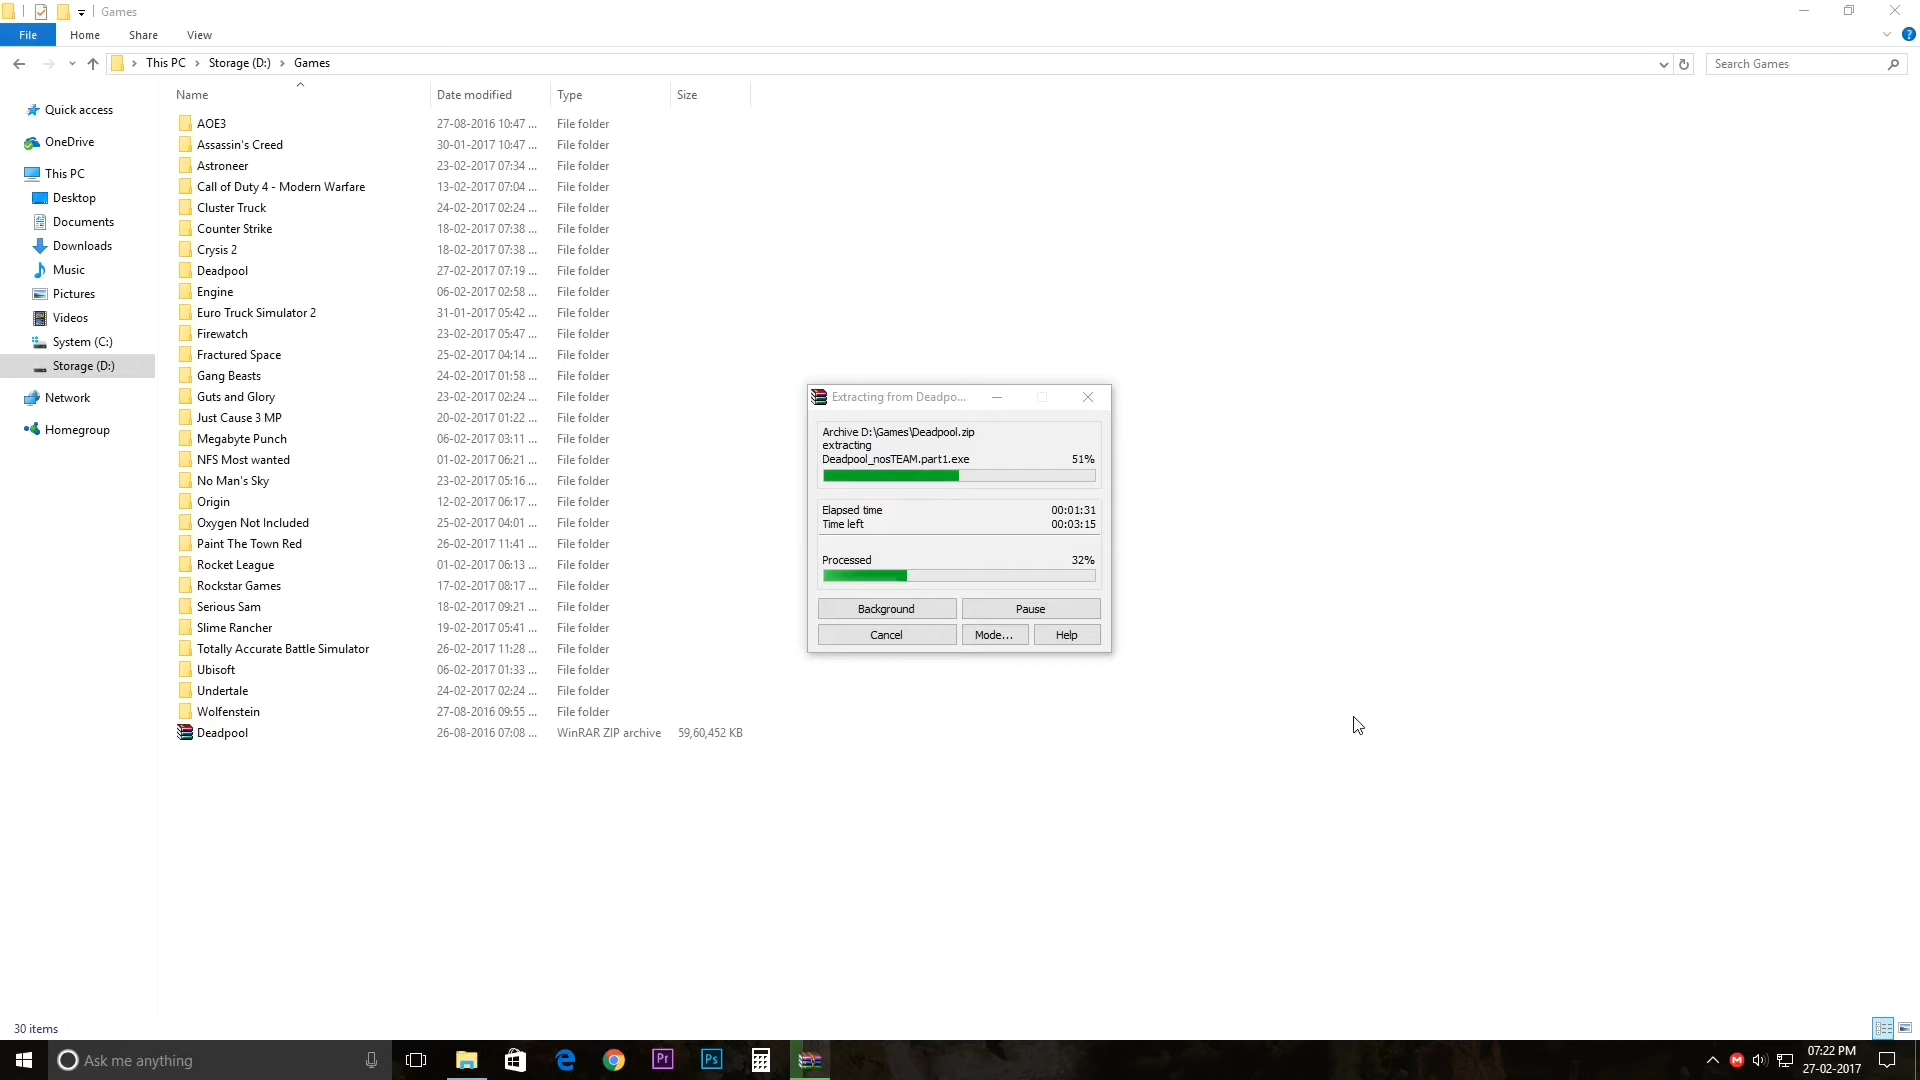 Games
File Home Share View
This PC Storage (D:) Games
Search Games
Name Date modified Type Size
Quick access
OneDrive
This PC
Desktop
Documents
Downloads
Music
Pictures
Videos
System (C:)
Storage (D:)
Network
Homegroup
AOE3 27-08-2016 10:47 ... File folder
Assassin's Creed 30-01-2017 10:47 ... File folder
Astroneer 23-02-2017 07:34 ... File folder
Call of Duty 4 - Modern Warfare 13-02-2017 07:04 ... File folder
Cluster Truck 24-02-2017 02:24 ... File folder
Counter Strike 18-02-2017 07:38 ... File folder
Crysis 2 18-02-2017 07:38 ... File folder
Deadpool 27-02-2017 07:19 ... File folder
Engine 06-02-2017 02:58 ... File folder
Euro Truck Simulator 2 31-01-2017 05:42 ... File folder
Firewatch 23-02-2017 05:47 ... File folder
Fractured Space 25-02-2017 04:14 ... File folder
Gang Beasts 24-02-2017 01:58 ... File folder
Guts and Glory 23-02-2017 02:24 ... File folder
Just Cause 3 MP 20-02-2017 01:22 ... File folder
Megabyte Punch 06-02-2017 03:11 ... File folder
NFS Most wanted 01-02-2017 06:21 ... File folder
No Man's Sky 23-02-2017 05:16 ... File folder
Origin 12-02-2017 06:17 ... File folder
Oxygen Not Included 25-02-2017 04:01 ... File folder
Paint The Town Red 26-02-2017 11:41 ... File folder
Rocket League 01-02-2017 06:13 ... File folder
Rockstar Games 17-02-2017 08:17 ... File folder
Serious Sam 18-02-2017 09:21 ... File folder
Slime Rancher 19-02-2017 05:41 ... File folder
Totally Accurate Battle Simulator 26-02-2017 11:28 ... File folder
Ubisoft 06-02-2017 01:33 ... File folder
Undertale 24-02-2017 02:24 ... File folder
Wolfenstein 27-08-2016 09:55 ... File folder
Deadpool 26-08-2016 07:08 ... WinRAR ZIP archive 59,60,452 KB
Extracting from Deadpo...
Archive D:\Games\Deadpool.zip
extracting
Deadpool_nosTEAM.part1.exe 51%
Elapsed time 00:01:31
Time left 00:03:15
Processed 32%
Background Pause
Cancel Mode... Help
30 items
Ask me anything
Pr
Ps
07:22 PM
27-02-2017